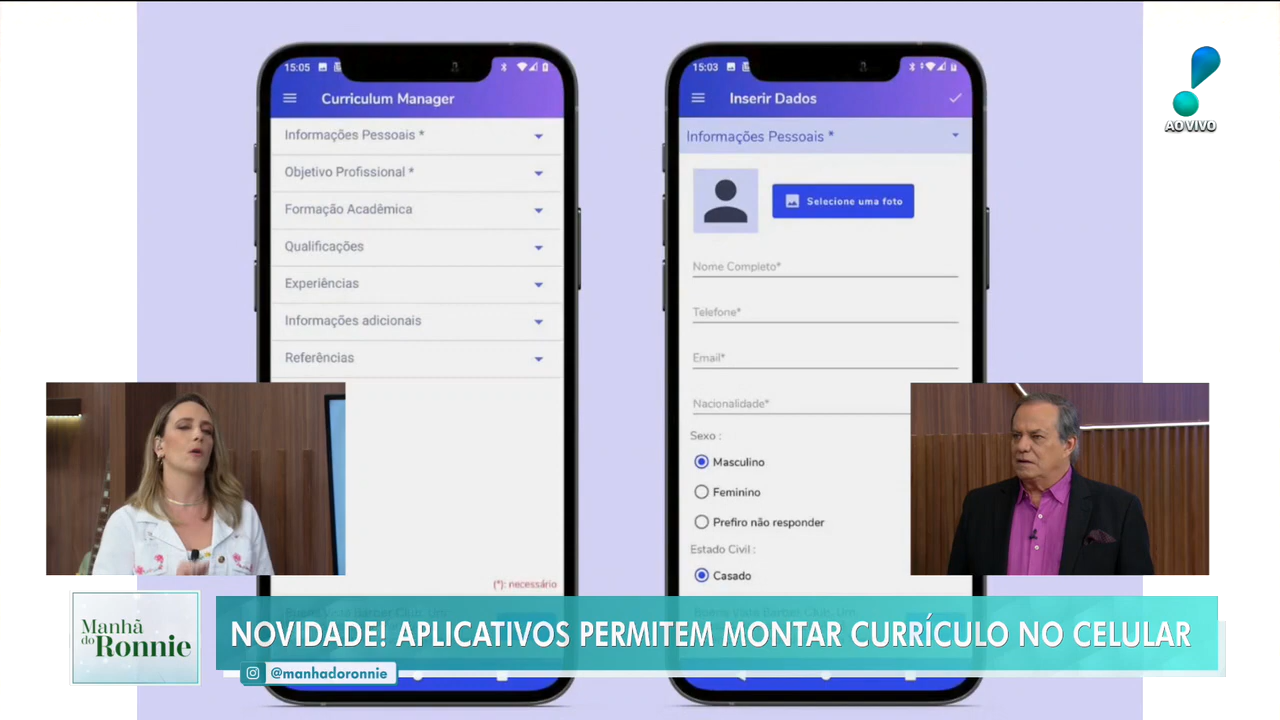 15:05
Curriculum Manager
Informações Pessoais *
Objetivo Profissional *
Formação Acadêmica
Qualificações
Experiências
Informações adicionais
Referências
(*): necessário
15:03
Inserir Dados
Informações Pessoais *
Selecione uma foto
Nome Completo*
Telefone*
Email*
Nacionalidade*
Sexo :
Masculino
Feminino
Prefiro não responder
Estado Civil :
Casado
AO VIVO
Manhã
do Ronnie
NOVIDADE! APLICATIVOS PERMITEM MONTAR CURRÍCULO NO CELULAR
@manhadoronnie